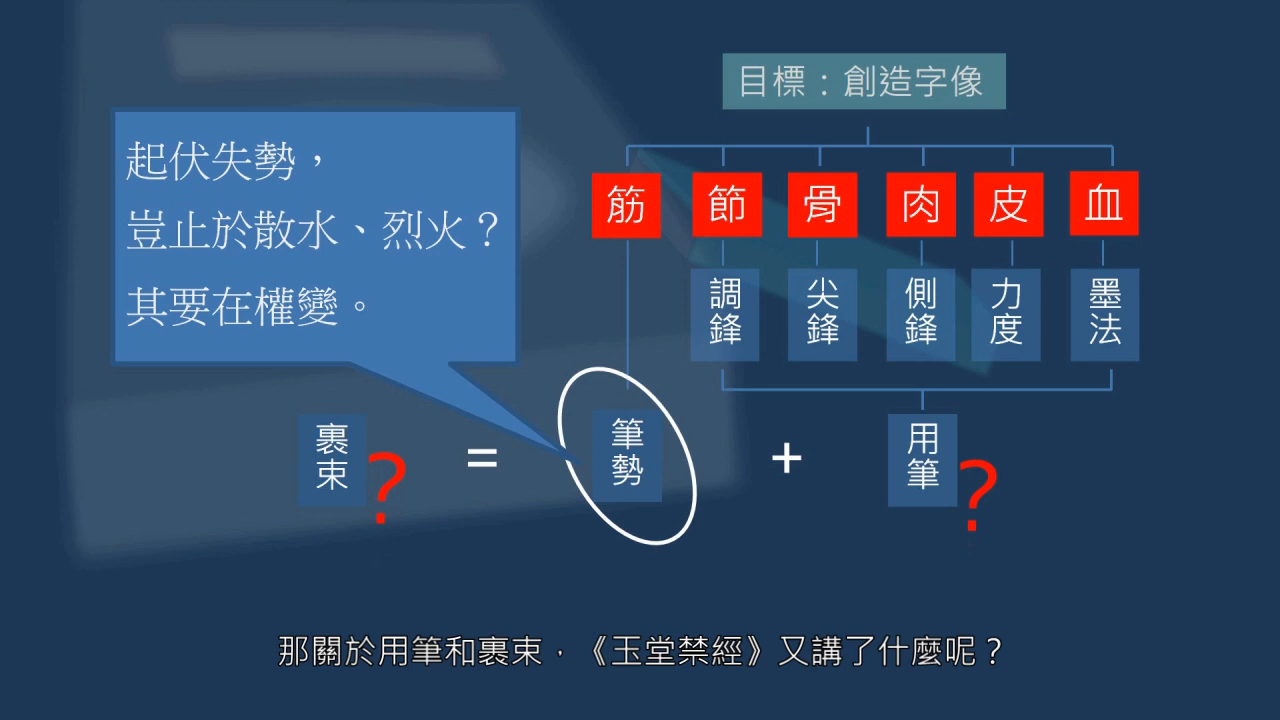 目標：創造字像
起伏失勢，
豈止於散水、烈火？
其要在權變。
筋 節 骨 肉 皮 血
調鋒 尖鋒 側鋒 力度 墨法
裹束 ? = 筆勢 + 用筆 ?
那關於用筆和裹束，《玉堂禁經》又講了什麼呢？